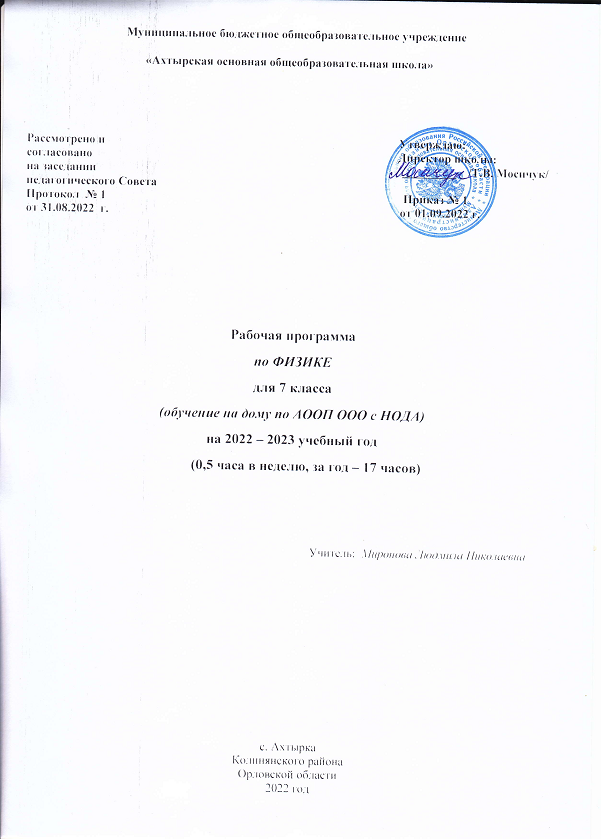 Муниципальное бюджетное общеобразовательное учреждение
«Ахтырская основная общеобразовательная школа»
Рассмотрено и
согласовано
на заседании
педагогического Совета
Протокол № 1
от 31.08.2022 г.
Утверждаю:
Директор школы:
Т.В. Мосичук/
Приказ № 1
от 01.09.2022 г.
Рабочая программа
по ФИЗИКЕ
для 7 класса
(обучение на дому по АООП ООО с НОДА)
на 2022 – 2023 учебный год
(0,5 часа в неделю, за год – 17 часов)
Учитель: Миронова Людмила Николаевна
с. Ахтырка
Колпнянского района
Орловской области
2022 год